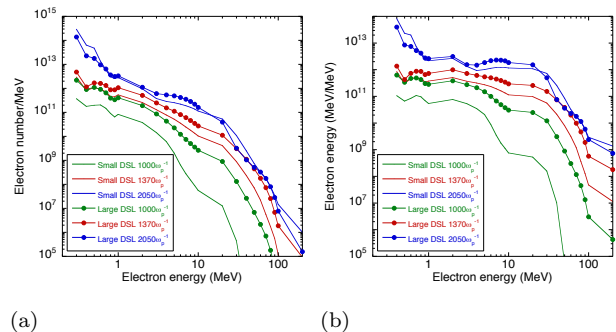 10^15
10^13
10^11
10^9
10^7
10^5
Electron number/MeV
Small DSL 1000ω_p^-1
Small DSL 1370ω_p^-1
Small DSL 2050ω_p^-1
Large DSL 1000ω_p^-1
Large DSL 1370ω_p^-1
Large DSL 2050ω_p^-1
1 10 100
Electron energy (MeV)
(a)
10^13
10^11
10^9
10^7
10^5
Electron energy (MeV/MeV)
Small DSL 1000ω_p^-1
Small DSL 1370ω_p^-1
Small DSL 2050ω_p^-1
Large DSL 1000ω_p^-1
Large DSL 1370ω_p^-1
Large DSL 2050ω_p^-1
1 10 100
Electron energy (MeV)
(b)